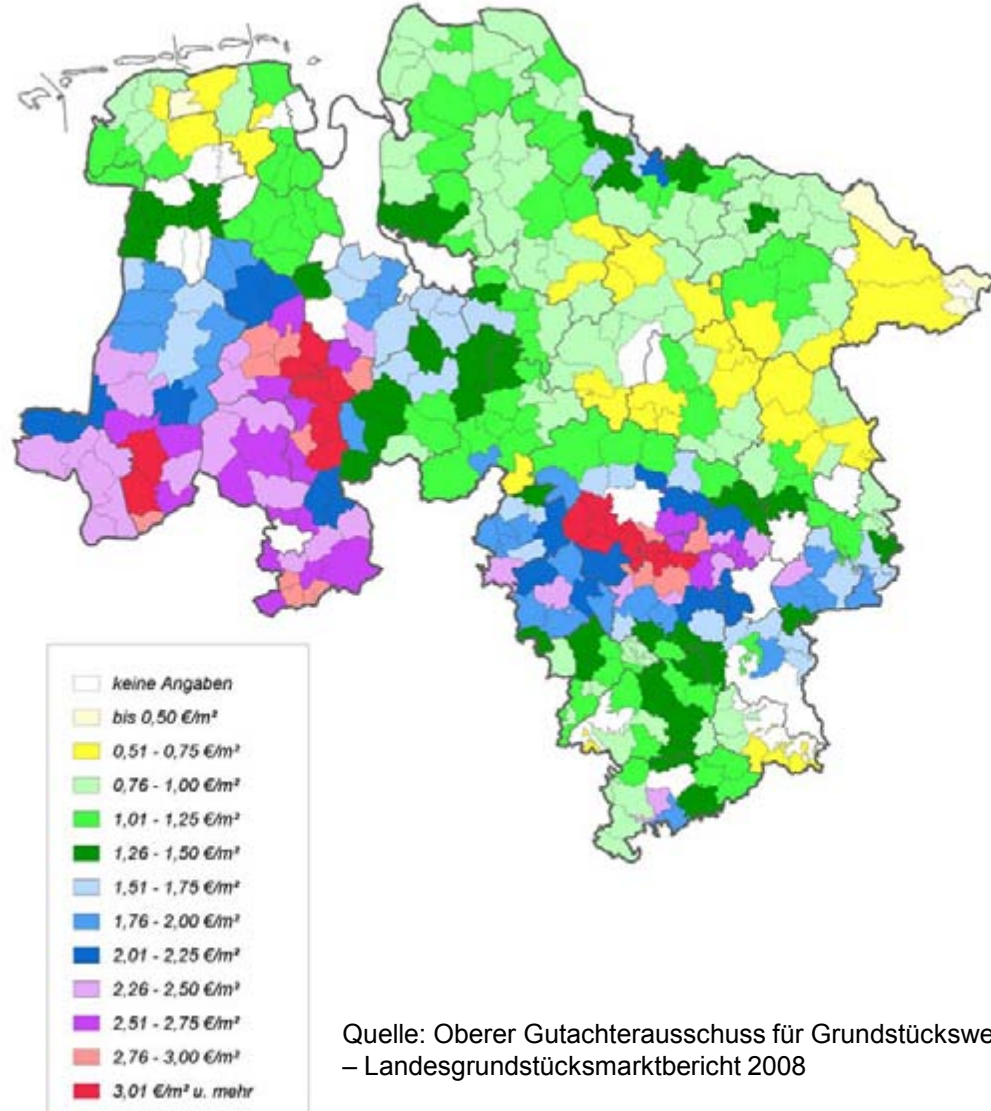 keine Angaben
bis 0,50 €/m²
0,51 - 0,75 €/m²
0,76 - 1,00 €/m²
1,01 - 1,25 €/m²
1,26 - 1,50 €/m²
1,51 - 1,75 €/m²
1,76 - 2,00 €/m²
2,01 - 2,25 €/m²
2,26 - 2,50 €/m²
2,51 - 2,75 €/m²
2,76 - 3,00 €/m²
3,01 €/m² u. mehr
Quelle: Oberer Gutachterausschuss für Grundstückswe
– Landesgrundstücksmarktbericht 2008